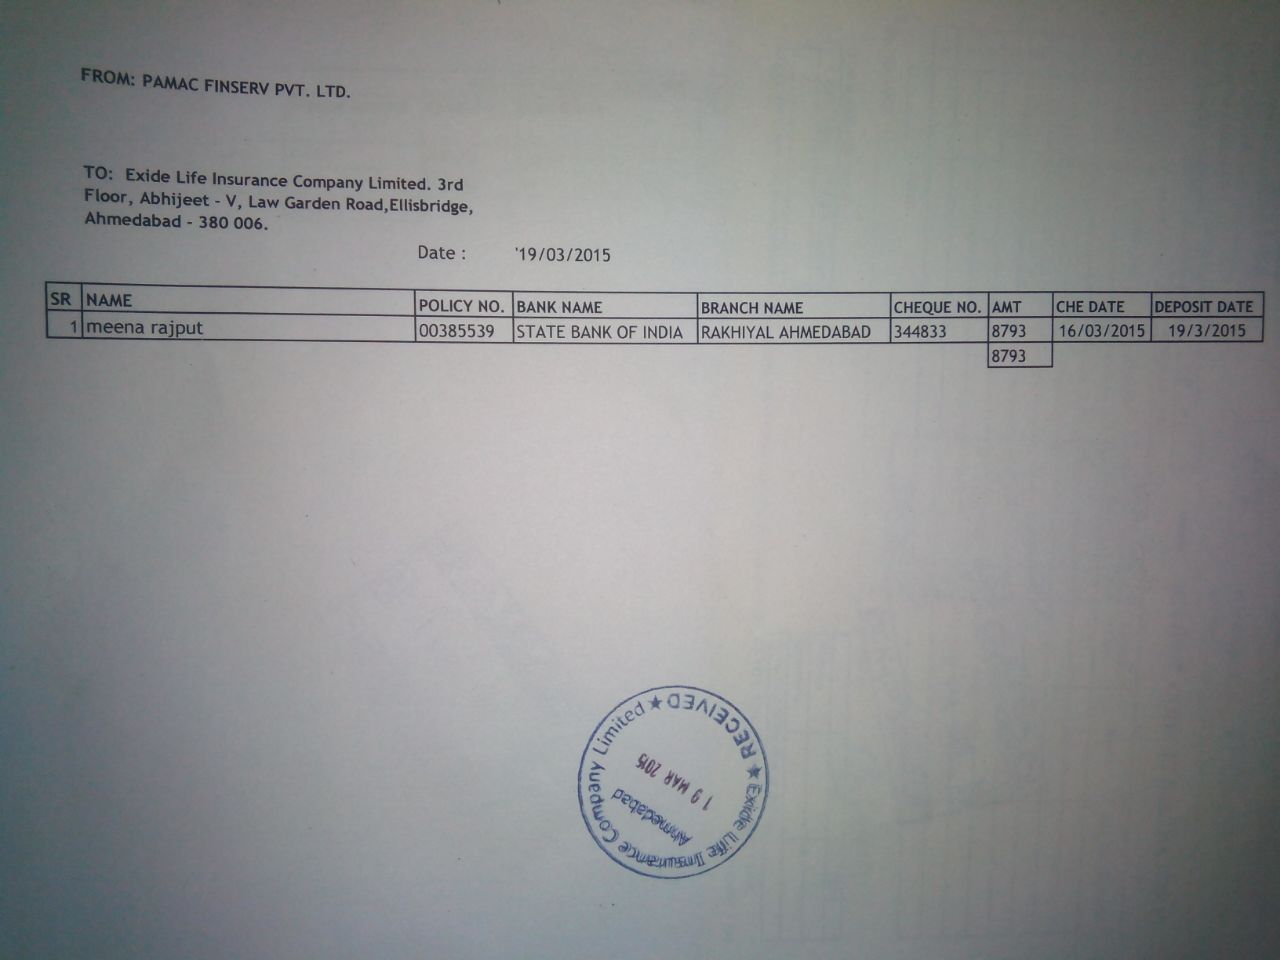 FROM: PAMAC FINSERV PVT. LTD.
TO: Exide Life Insurance Company Limited. 3rd
Floor, Abhijeet - V, Law Garden Road,Ellisbridge,
Ahmedabad - 380 006.
Date : '19/03/2015
SR NAME POLICY NO. BANK NAME BRANCH NAME CHEQUE NO. AMT CHE DATE DEPOSIT DATE
1 meena rajput 00385539 STATE BANK OF INDIA RAKHIYAL AHMEDABAD 344833 8793 16/03/2015 19/3/2015
8793
★ Exide Life Insurance Company Limited ★ RECEIVED
Ahmedabad
19 MAR 2015